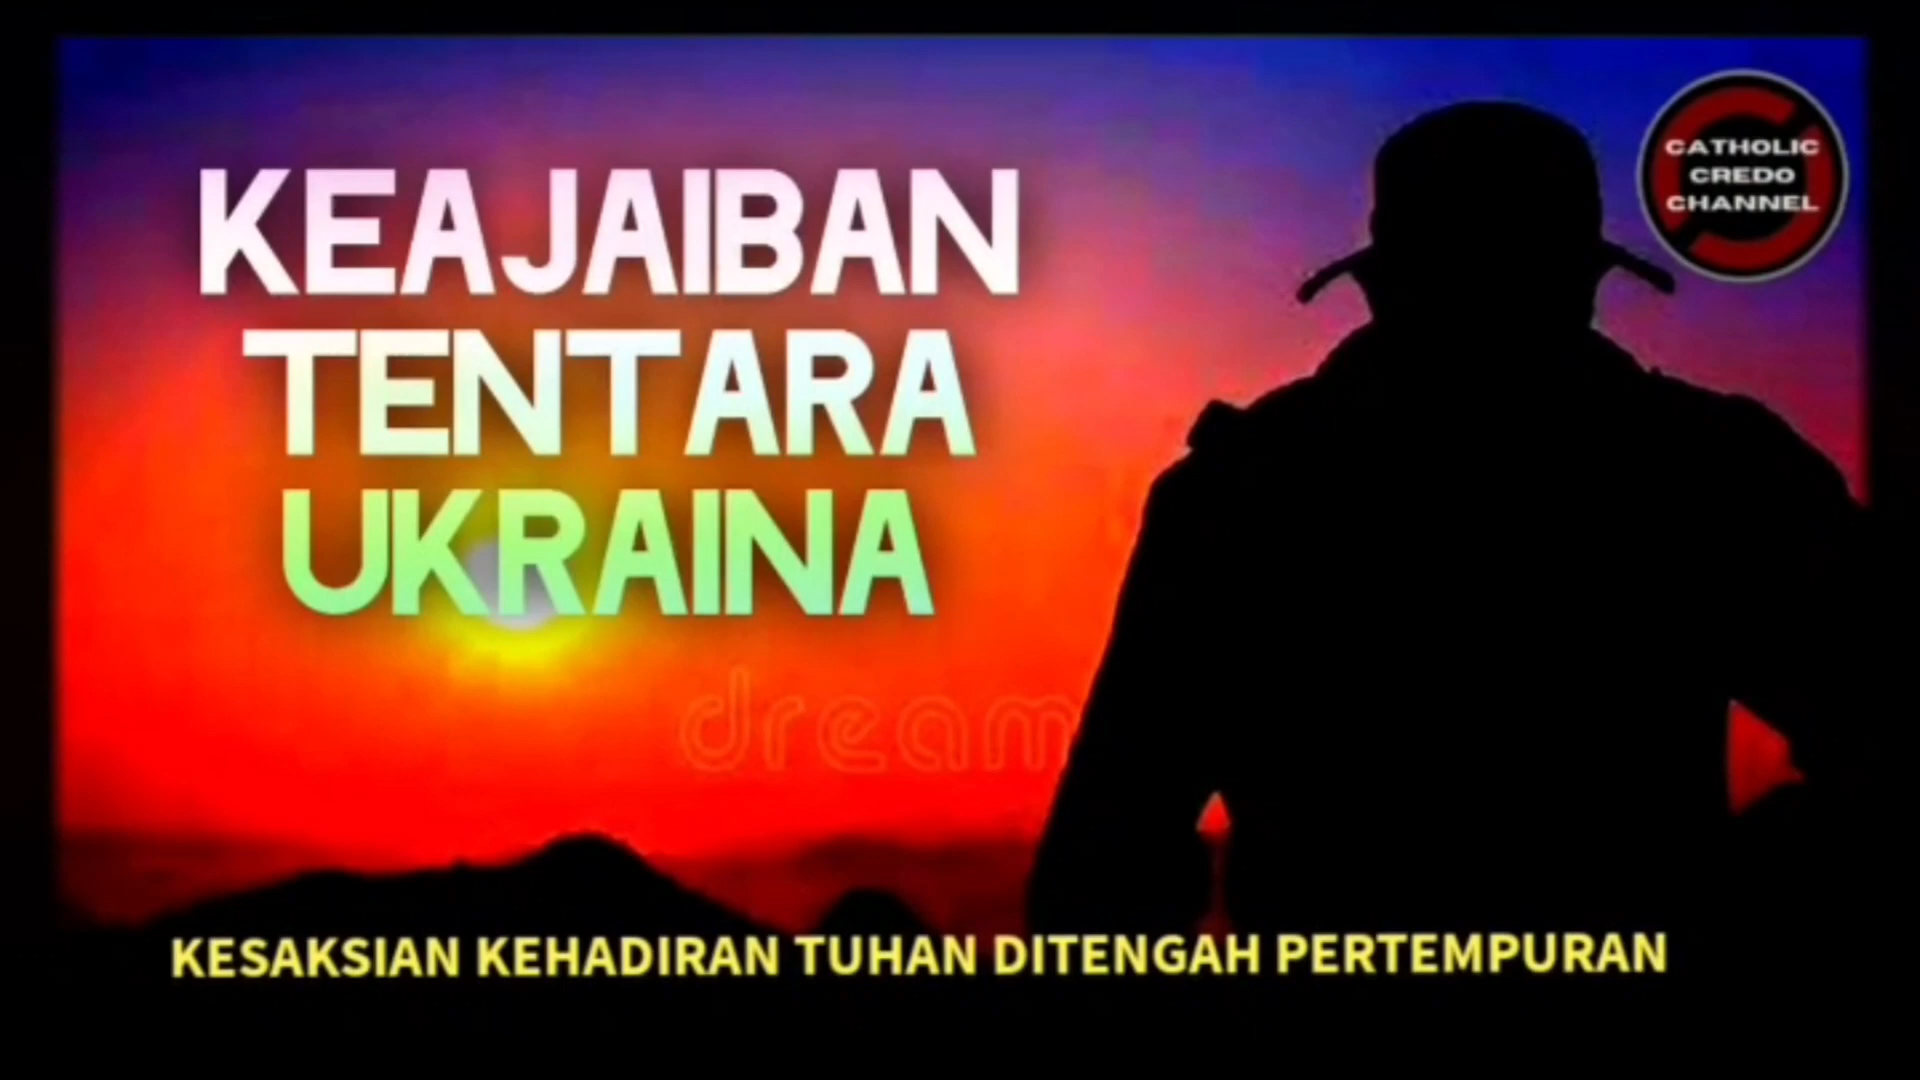 KEAJAIBAN
TENTARA
UKRAINA
CATHOLIC
CREDO
CHANNEL
dream
KESAKSIAN KEHADIRAN TUHAN DITENGAH PERTEMPURAN